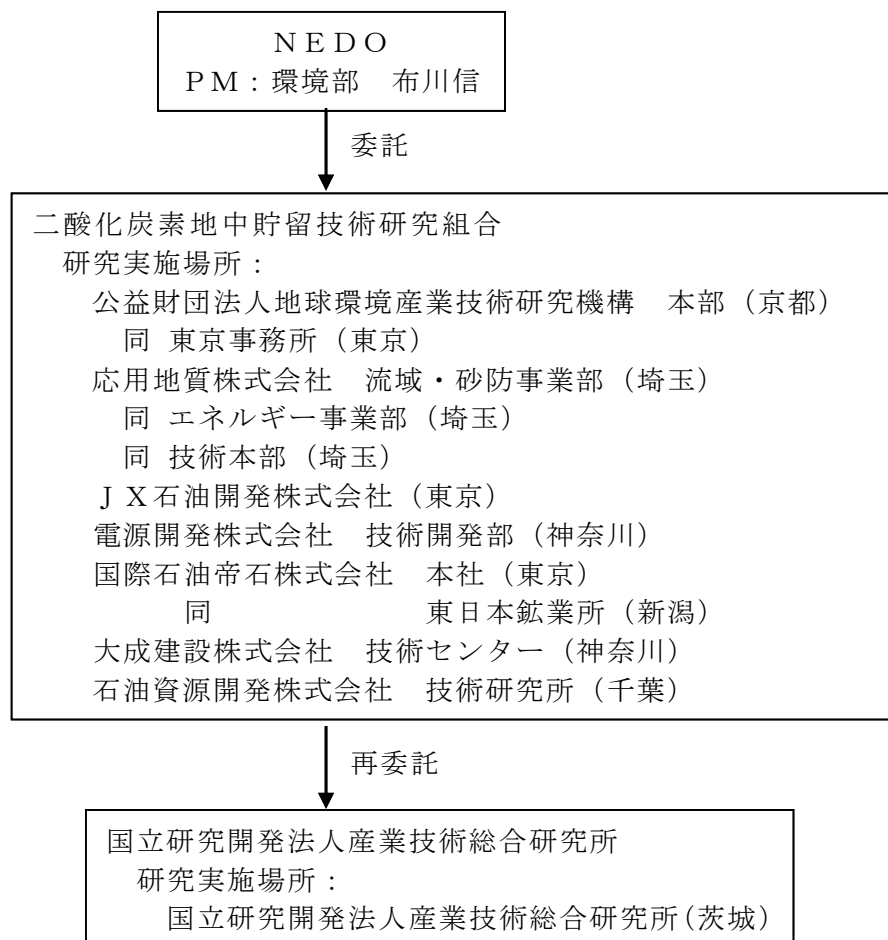 ＮＥＤＯ
ＰＭ：環境部　布川信
委託
二酸化炭素地中貯留技術研究組合
研究実施場所：
公益財団法人地球環境産業技術研究機構　本部（京都）
同 東京事務所（東京）
応用地質株式会社　流域・砂防事業部（埼玉）
同 エネルギー事業部（埼玉）
同 技術本部（埼玉）
ＪＸ石油開発株式会社（東京）
電源開発株式会社　技術開発部（神奈川）
国際石油帝石株式会社　本社（東京）
同　　　　　　　東日本鉱業所（新潟）
大成建設株式会社　技術センター（神奈川）
石油資源開発株式会社　技術研究所（千葉）
再委託
国立研究開発法人産業技術総合研究所
研究実施場所：
国立研究開発法人産業技術総合研究所(茨城）